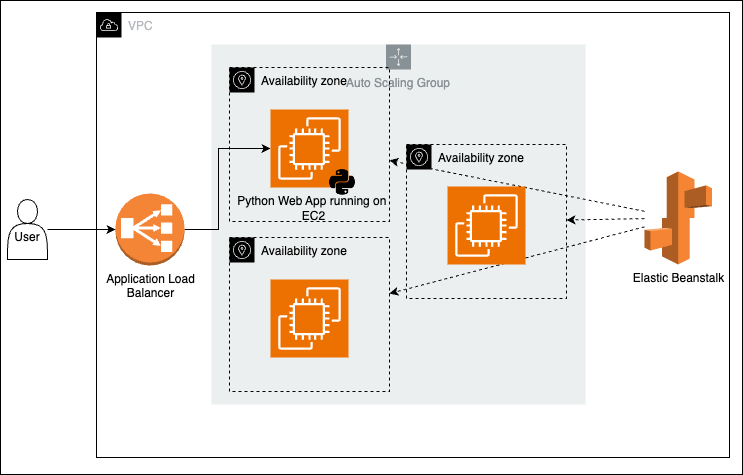 VPC
Availability zone
Auto Scaling Group
Python Web App running on
EC2
Availability zone
User
Application Load
Balancer
Availability zone
Elastic Beanstalk